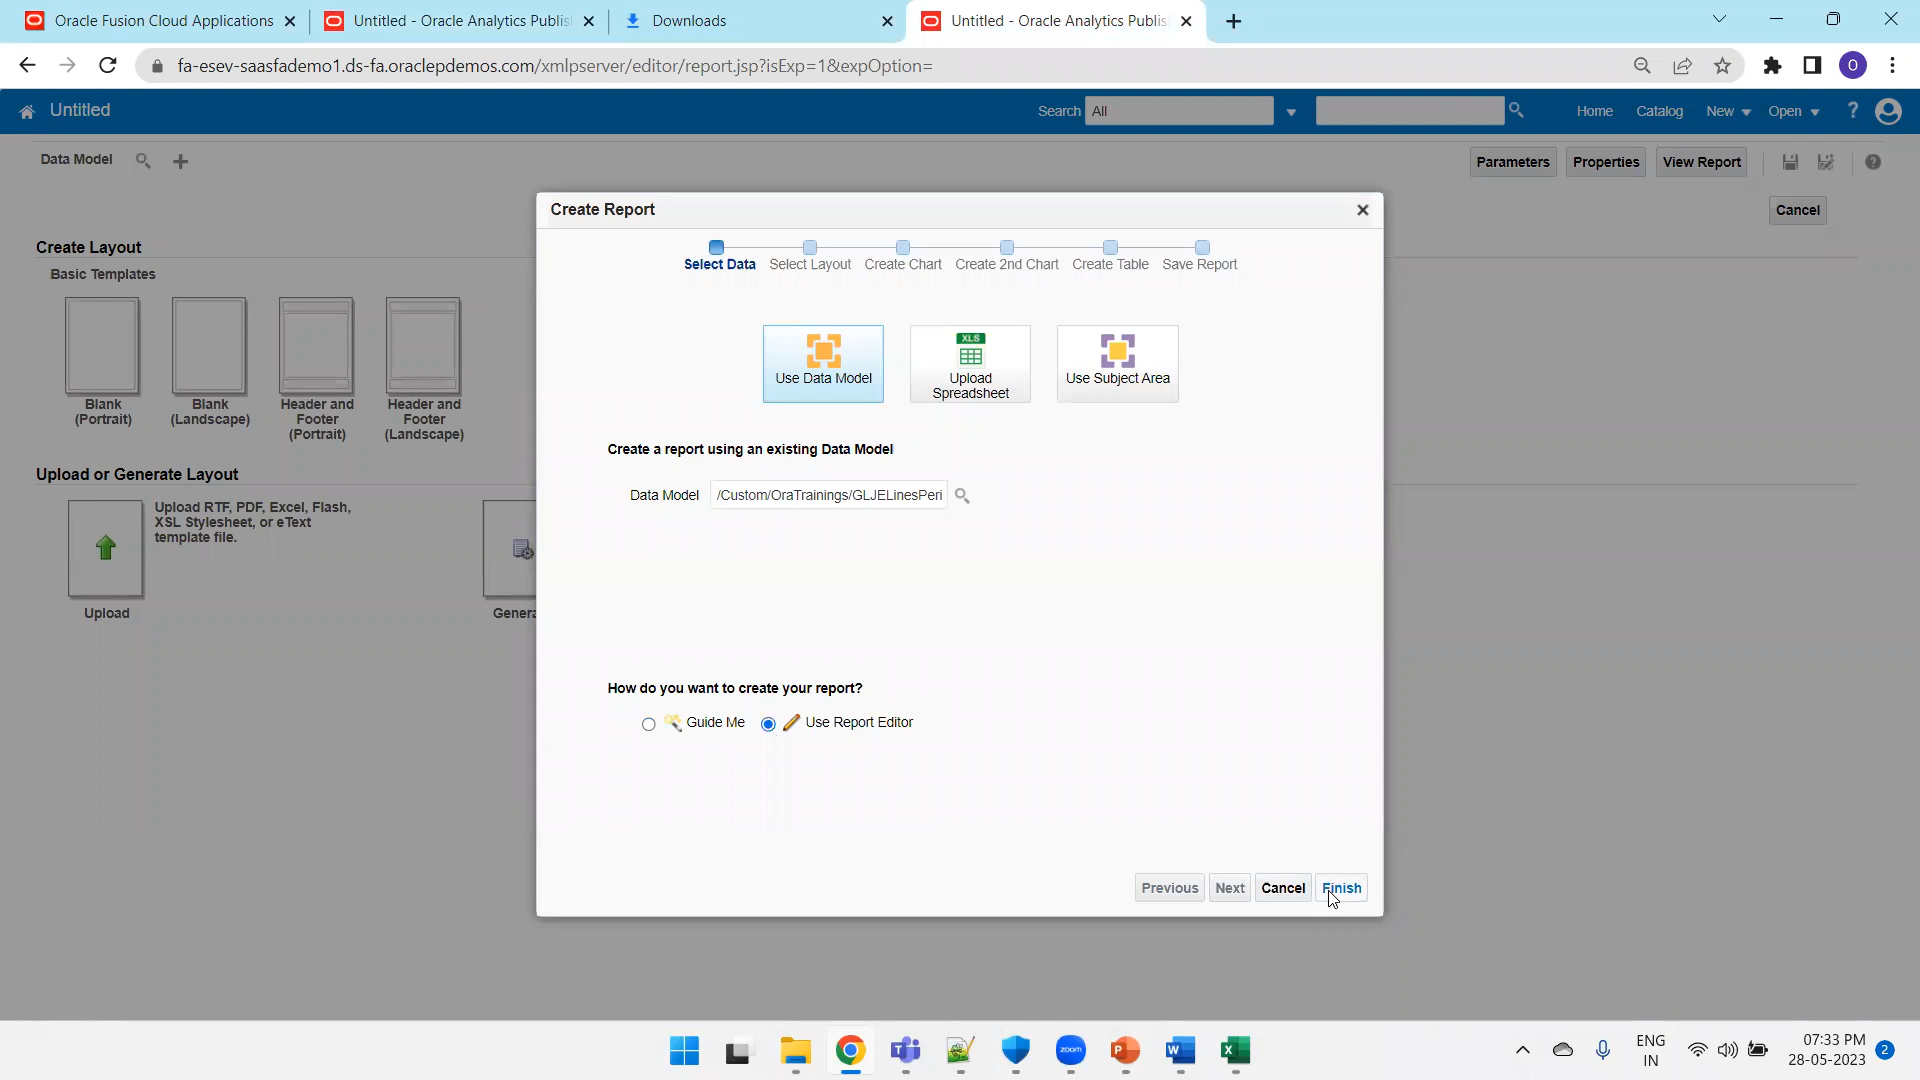 Oracle Fusion Cloud Applications
Untitled - Oracle Analytics Publis
Downloads
Untitled - Oracle Analytics Publis
fa-esev-saasfademo1.ds-fa.oraclepdemos.com/xmlpserver/editor/report.jsp?isExp=1&expOption=
O
Untitled
Search All
Home Catalog New Open ?
Data Model
Parameters Properties View Report ?
Cancel
Create Layout
Basic Templates
Blank
(Portrait)
Blank
(Landscape)
Header and
Footer
(Portrait)
Header and
Footer
(Landscape)
Upload or Generate Layout
Upload RTF, PDF, Excel, Flash,
XSL Stylesheet, or eText
template file.
Upload
Genera
Create Report
Select Data Select Layout Create Chart Create 2nd Chart Create Table Save Report
Use Data Model
XLS
Upload
Spreadsheet
Use Subject Area
Create a report using an existing Data Model
Data Model /Custom/OraTrainings/GLJELinesPeri
How do you want to create your report?
Guide Me Use Report Editor
Previous Next Cancel Finish
zoom
ENG
IN
07:33 PM
28-05-2023
2